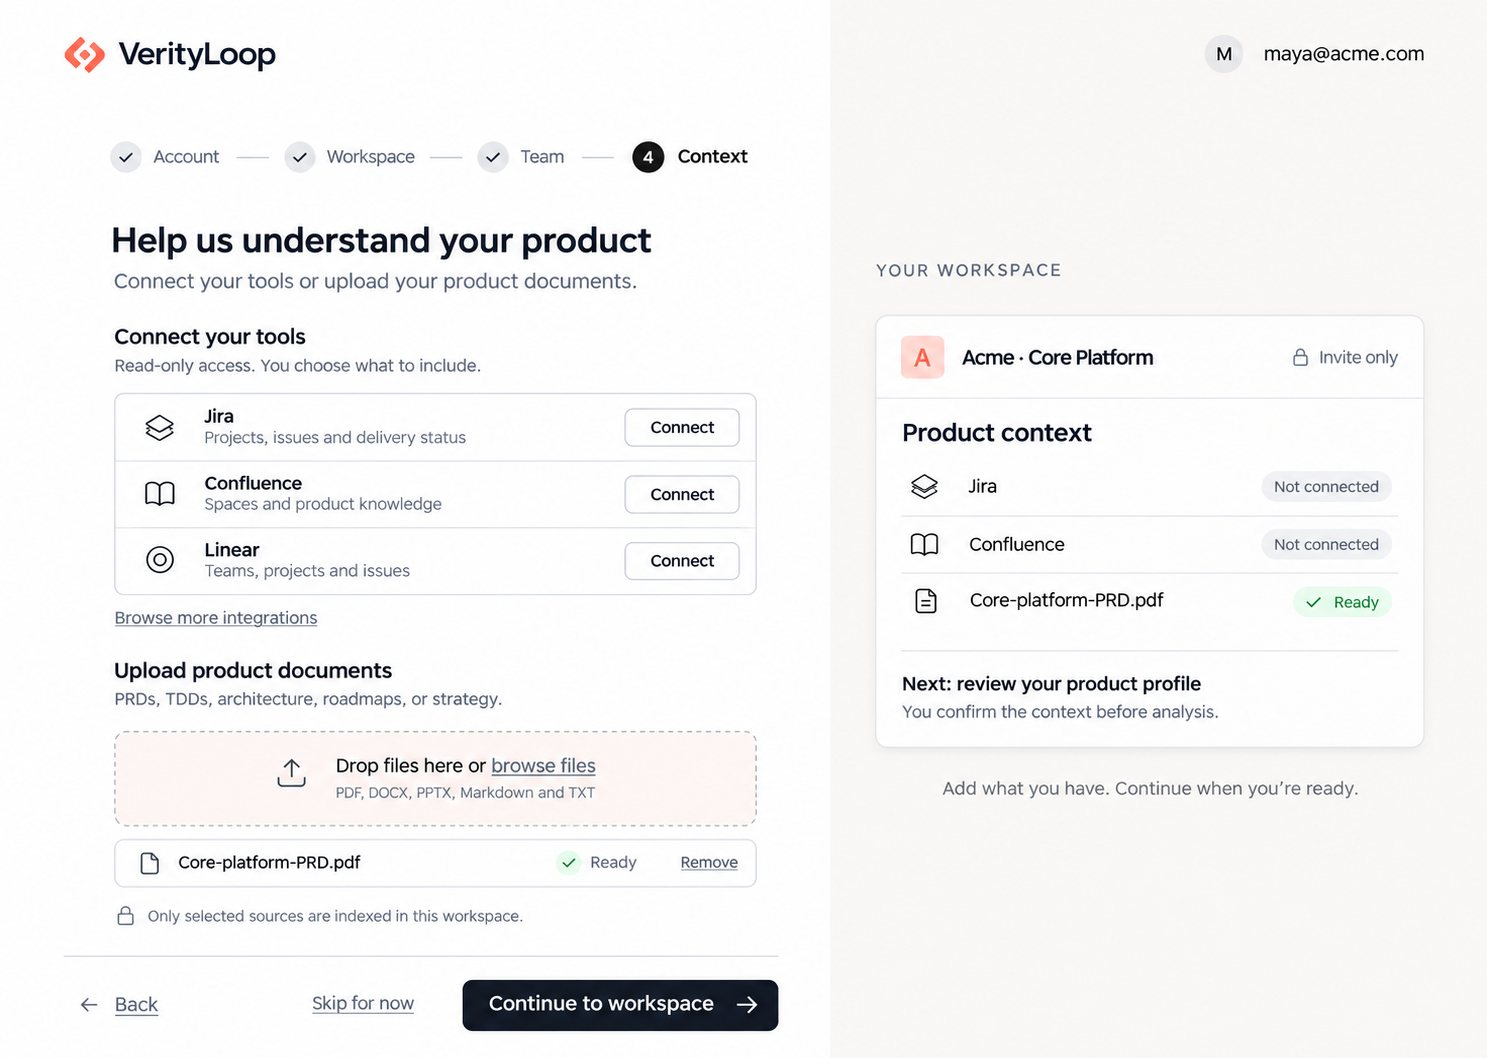 VerityLoop
M maya@acme.com
Account Workspace Team 4 Context
Help us understand your product
Connect your tools or upload your product documents.
Connect your tools
Read-only access. You choose what to include.
Jira
Projects, issues and delivery status
Connect
Confluence
Spaces and product knowledge
Connect
Linear
Teams, projects and issues
Connect
Browse more integrations
Upload product documents
PRDs, TDDs, architecture, roadmaps, or strategy.
Drop files here or browse files
PDF, DOCX, PPTX, Markdown and TXT
Core-platform-PRD.pdf Ready Remove
Only selected sources are indexed in this workspace.
Back Skip for now Continue to workspace
YOUR WORKSPACE
A Acme · Core Platform Invite only
Product context
Jira Not connected
Confluence Not connected
Core-platform-PRD.pdf Ready
Next: review your product profile
You confirm the context before analysis.
Add what you have. Continue when you’re ready.